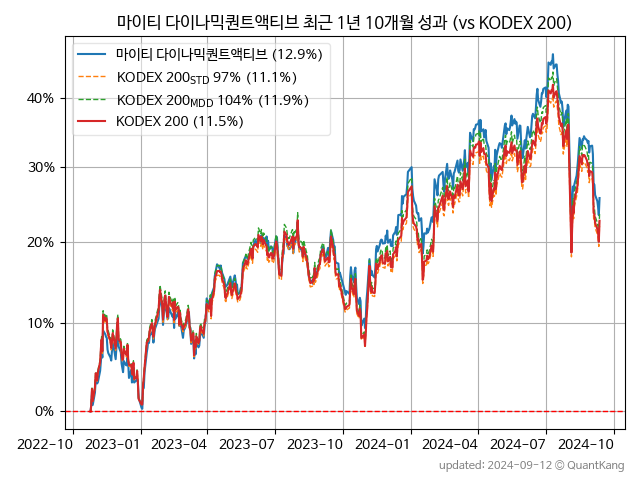 마이티 다이나믹퀀트액티브 최근 1년 10개월 성과 (vs KODEX 200)
마이티 다이나믹퀀트액티브 (12.9%)
KODEX 200STD 97% (11.1%)
KODEX 200MDD 104% (11.9%)
KODEX 200 (11.5%)
40%
30%
20%
10%
0%
2022-10 2023-01 2023-04 2023-07 2023-10 2024-01 2024-04 2024-07 2024-10
updated: 2024-09-12 © QuantKang